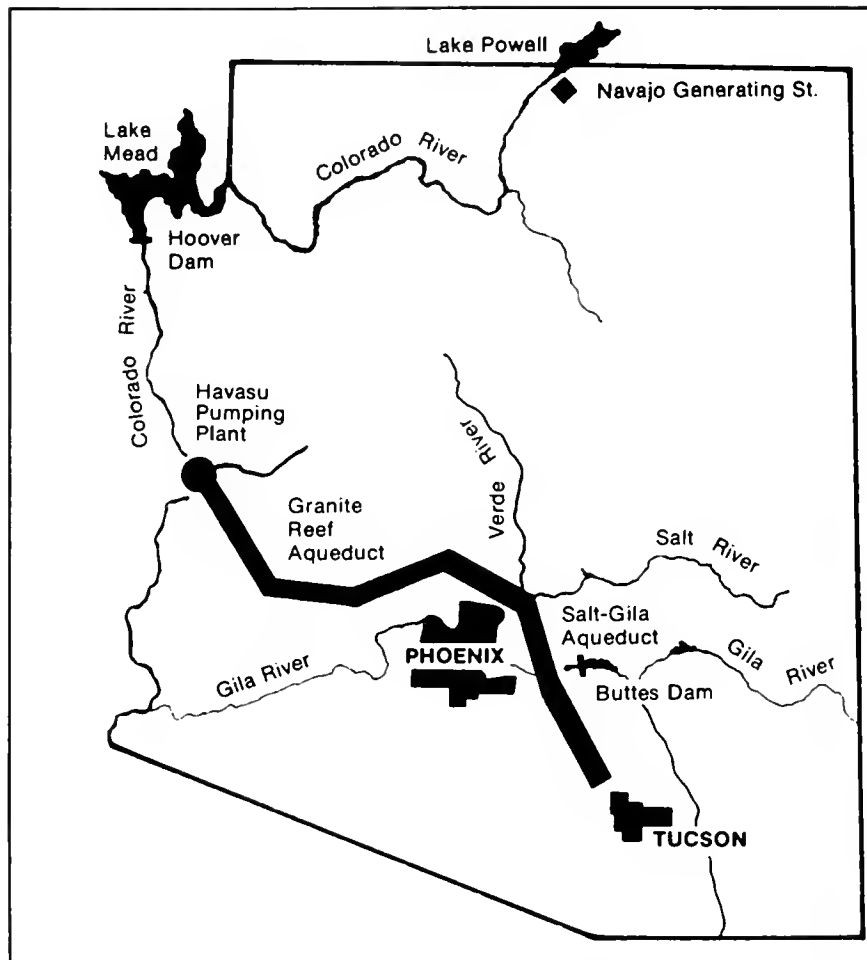 Lake Powell
Navajo Generating St.
Lake
Mead
Colorado River
Hoover
Dam
Colorado River
Havasu
Pumping
Plant
Verde River
Granite
Reef
Aqueduct
Salt River
Salt-Gila
Aqueduct
PHOENIX
Gila River
Gila River
Buttes Dam
TUCSON